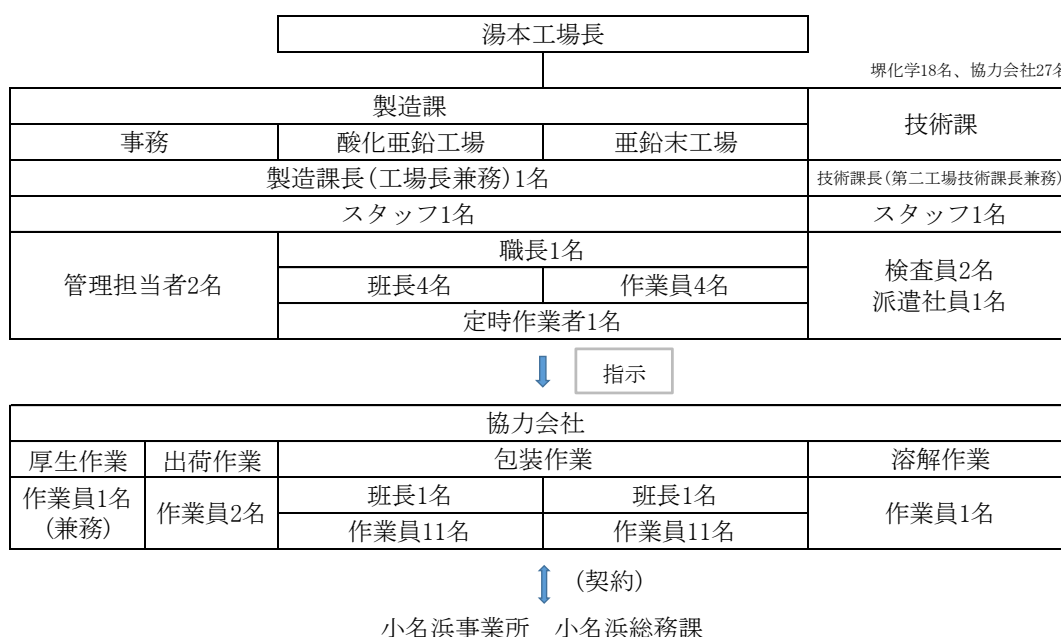 湯本工場長
堺化学18名、協力会社27名
製造課
技術課
事務
酸化亜鉛工場
亜鉛末工場
製造課長(工場長兼務)1名
技術課長(第二工場技術課長兼務)
スタッフ1名
スタッフ1名
管理担当者2名
職長1名
班長4名
作業員4名
定時作業者1名
検査員2名
派遣社員1名
指示
協力会社
厚生作業
出荷作業
包装作業
溶解作業
作業員1名
(兼務)
作業員2名
班長1名
班長1名
作業員11名
作業員11名
作業員1名
(契約)
小名浜事業所 小名浜総務課